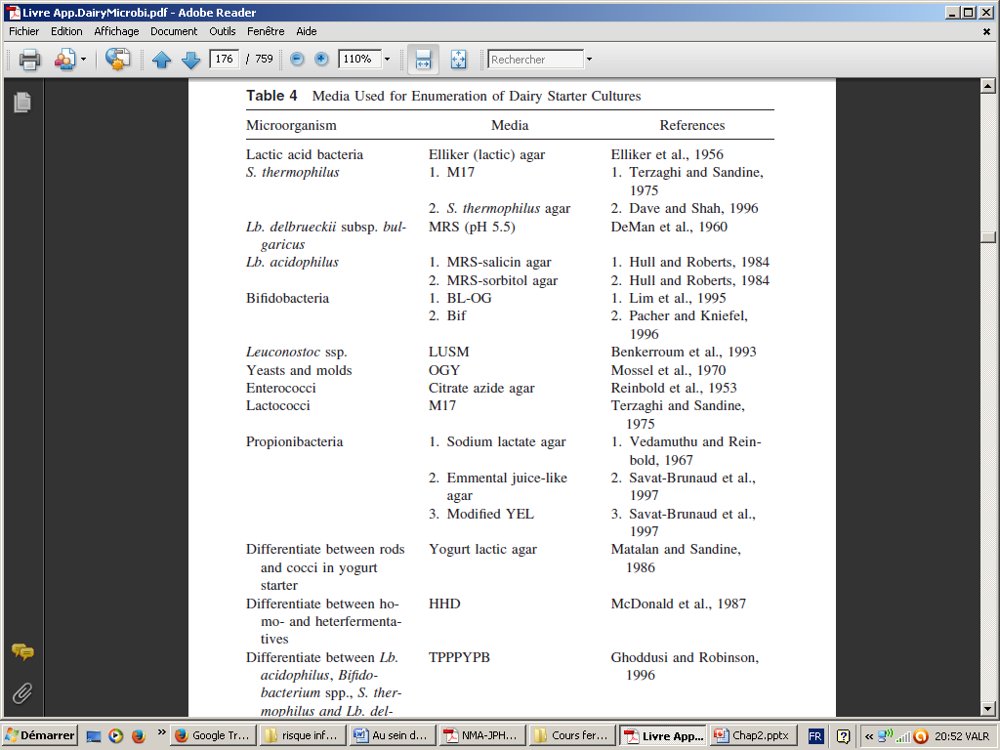 Livre App.DairyMicrobi.pdf - Adobe Reader
Fichier Edition Affichage Document Outils Fenêtre Aide
176 / 759 110% Rechercher
Table 4 Media Used for Enumeration of Dairy Starter Cultures
Microorganism Media References
Lactic acid bacteria Elliker (lactic) agar Elliker et al., 1956
S. thermophilus 1. M17 1. Terzaghi and Sandine,
1975
2. S. thermophilus agar 2. Dave and Shah, 1996
Lb. delbrueckii subsp. bul- MRS (pH 5.5) DeMan et al., 1960
garicus
Lb. acidophilus 1. MRS-salicin agar 1. Hull and Roberts, 1984
2. MRS-sorbitol agar 2. Hull and Roberts, 1984
Bifidobacteria 1. BL-OG 1. Lim et al., 1995
2. Bif 2. Pacher and Kniefel,
1996
Leuconostoc ssp. LUSM Benkerroum et al., 1993
Yeasts and molds OGY Mossel et al., 1970
Enterococci Citrate azide agar Reinbold et al., 1953
Lactococci M17 Terzaghi and Sandine,
1975
Propionibacteria 1. Sodium lactate agar 1. Vedamuthu and Rein-
bold, 1967
2. Emmental juice-like 2. Savat-Brunaud et al.,
agar 1997
3. Modified YEL 3. Savat-Brunaud et al.,
1997
Differentiate between rods Yogurt lactic agar Matalan and Sandine,
and cocci in yogurt 1986
starter
Differentiate between ho- HHD McDonald et al., 1987
mo- and heterfermenta-
tives
Differentiate between Lb. TPPPYPB Ghoddusi and Robinson,
acidophilus, Bifido- 1996
bacterium spp., S. ther-
mophilus and Lb. del-
Démarrer » Google Tr... risque inf... Au sein d... NMA-JPH... Cours fer... Livre App... Chap2.pptx FR « 20:52 VALR